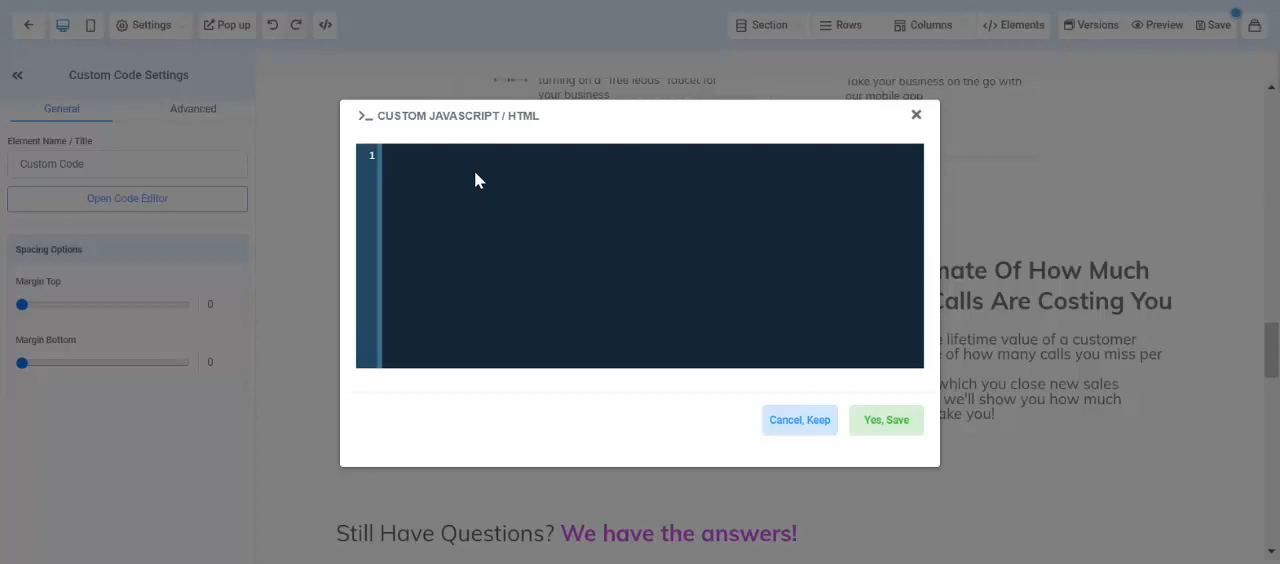 Settings
Pop up
</>
Section
Rows
Columns
</> Elements
Versions
Preview
Save
Custom Code Settings
General
Advanced
Element Name / Title
Custom Code
Open Code Editor
Spacing Options
Margin Top
0
Margin Bottom
0
turning on a "free leads" faucet for
your business
Take your business on the go with
our mobile app
>_ CUSTOM JAVASCRIPT / HTML
1
Cancel, Keep
Yes, Save
Of How Much
Calls Are Costing You
lifetime value of a customer
of how many calls you miss per
which you close new sales
we'll show you how much
you!
Still Have Questions? We have the answers!